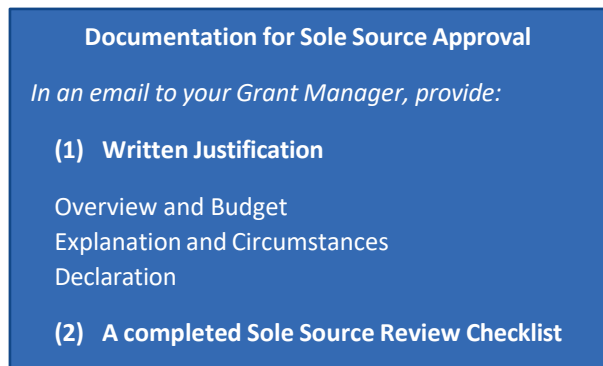 Documentation for Sole Source Approval
In an email to your Grant Manager, provide:
(1) Written Justification
Overview and Budget
Explanation and Circumstances
Declaration
(2) A completed Sole Source Review Checklist